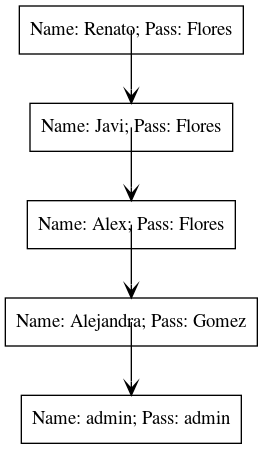 Name: Renato; Pass: Flores
Name: Javi; Pass: Flores
Name: Alex; Pass: Flores
Name: Alejandra; Pass: Gomez
Name: admin; Pass: admin